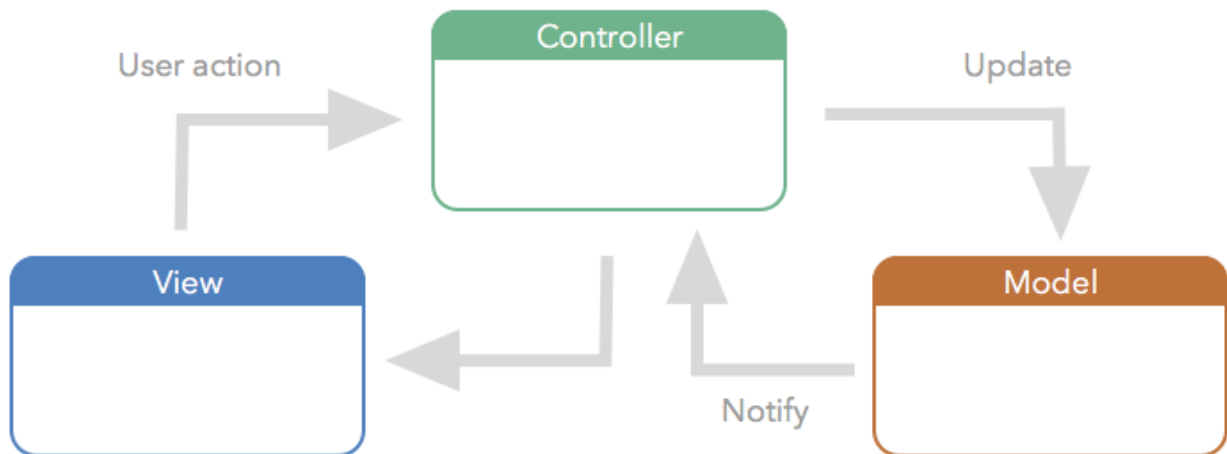 Controller
User action
Update
View
Model
Notify